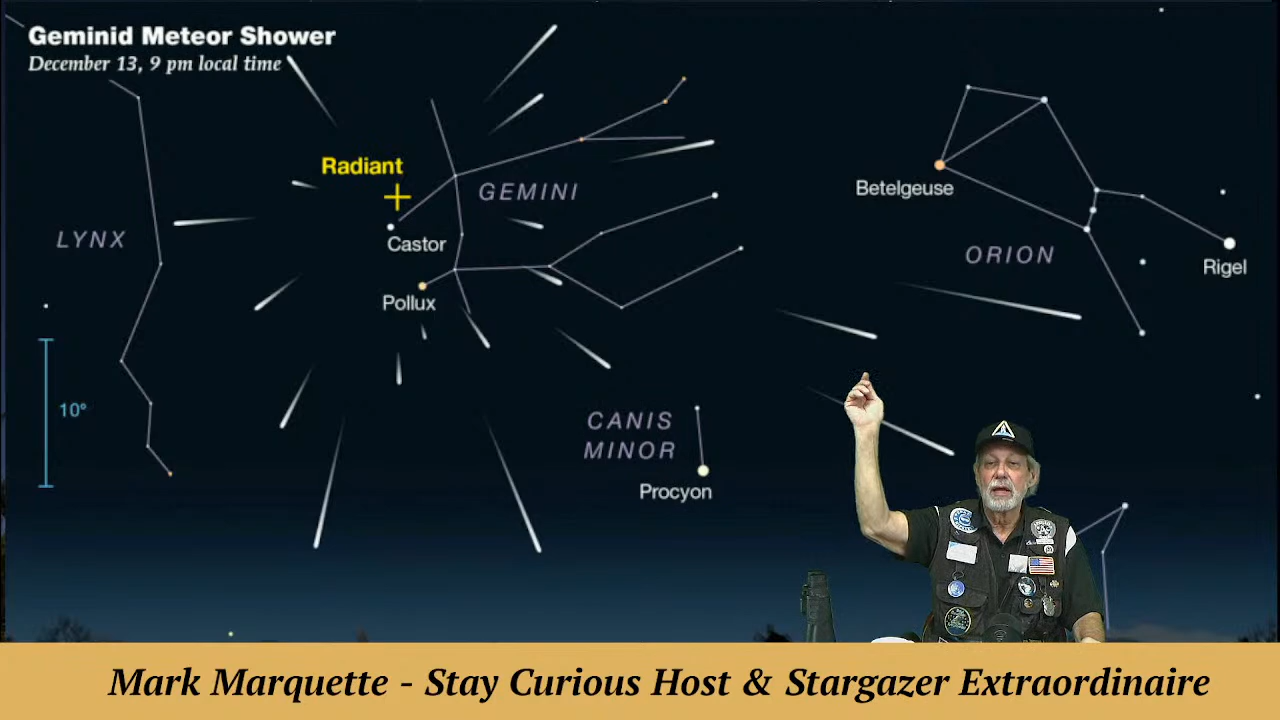 Geminid Meteor Shower
December 13, 9 pm local time
Radiant
GEMINI
Betelgeuse
LYNX
Castor
ORION
Rigel
Pollux
10°
CANIS
MINOR
Procyon
Mark Marquette - Stay Curious Host & Stargazer Extraordinaire